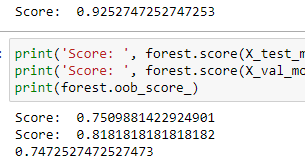 Score:  0.9252747252747253
print('Score: ', forest.score(X_test_m
print('Score: ', forest.score(X_val_mo
print(forest.oob_score_)
Score:  0.7509881422924901
Score:  0.8181818181818182
0.7472527472527473